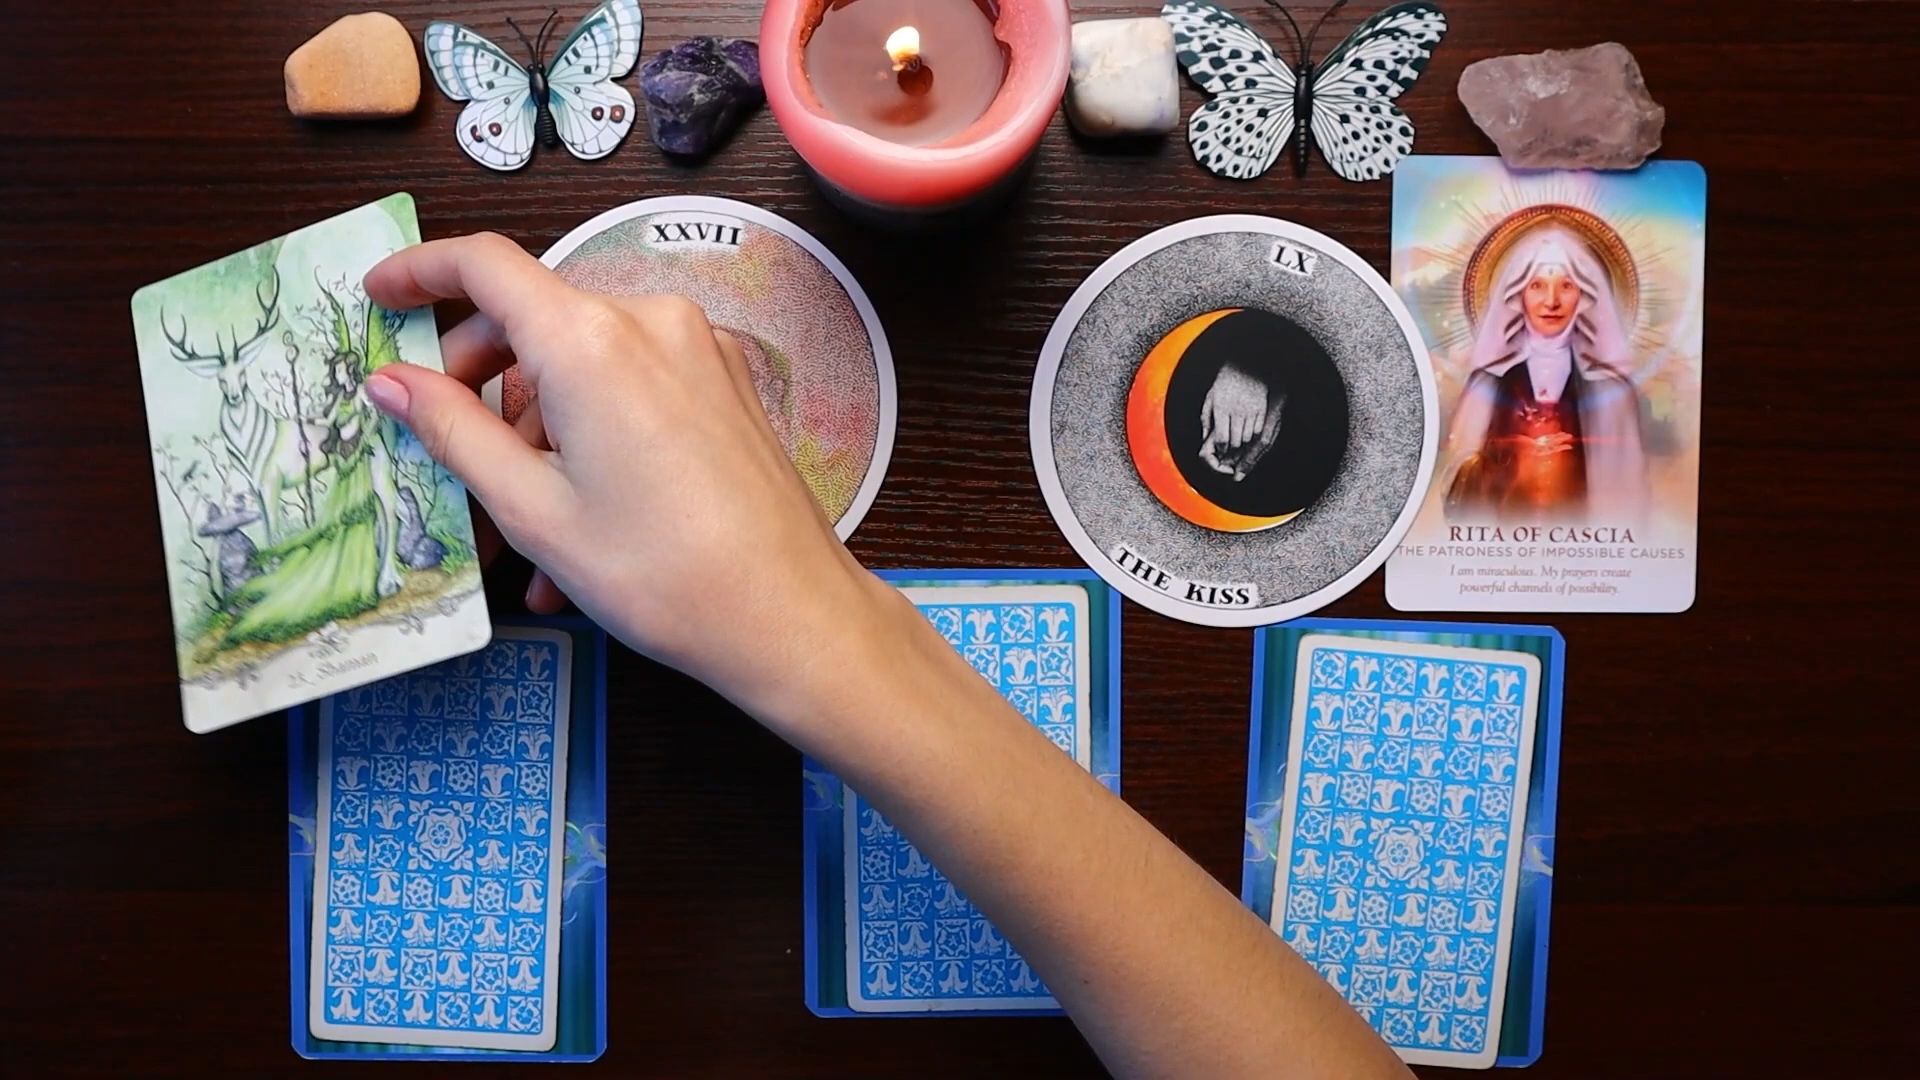 XXVII
LX
THE KISS
RITA OF CASCIA
THE PATRONESS OF IMPOSSIBLE CAUSES
I am miraculous. My prayers create
powerful channels of possibility.
Shaman